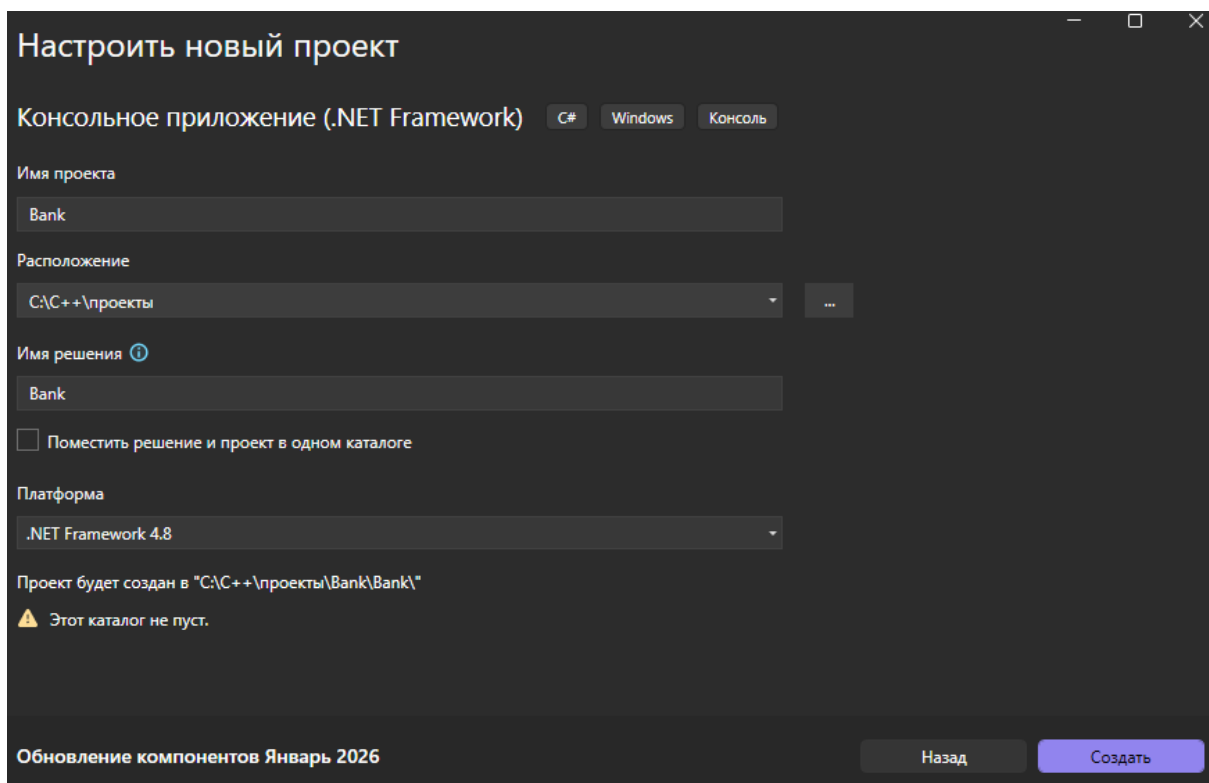 Настроить новый проект
Консольное приложение (.NET Framework) C# Windows Консоль
Имя проекта
Bank
Расположение
C:\C++\проекты
...
Имя решения
Bank
Поместить решение и проект в одном каталоге
Платформа
.NET Framework 4.8
Проект будет создан в "C:\C++\проекты\Bank\Bank\"
Этот каталог не пуст.
Обновление компонентов Январь 2026
Назад
Создать